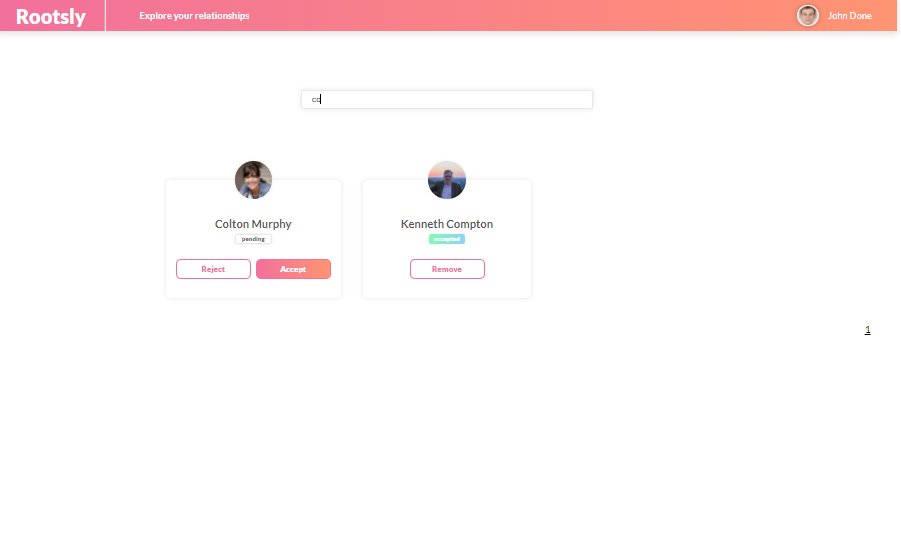 Rootsly
Explore your relationships
John Done
co
Colton Murphy
pending
Reject
Accept
Kenneth Compton
accepted
Remove
1